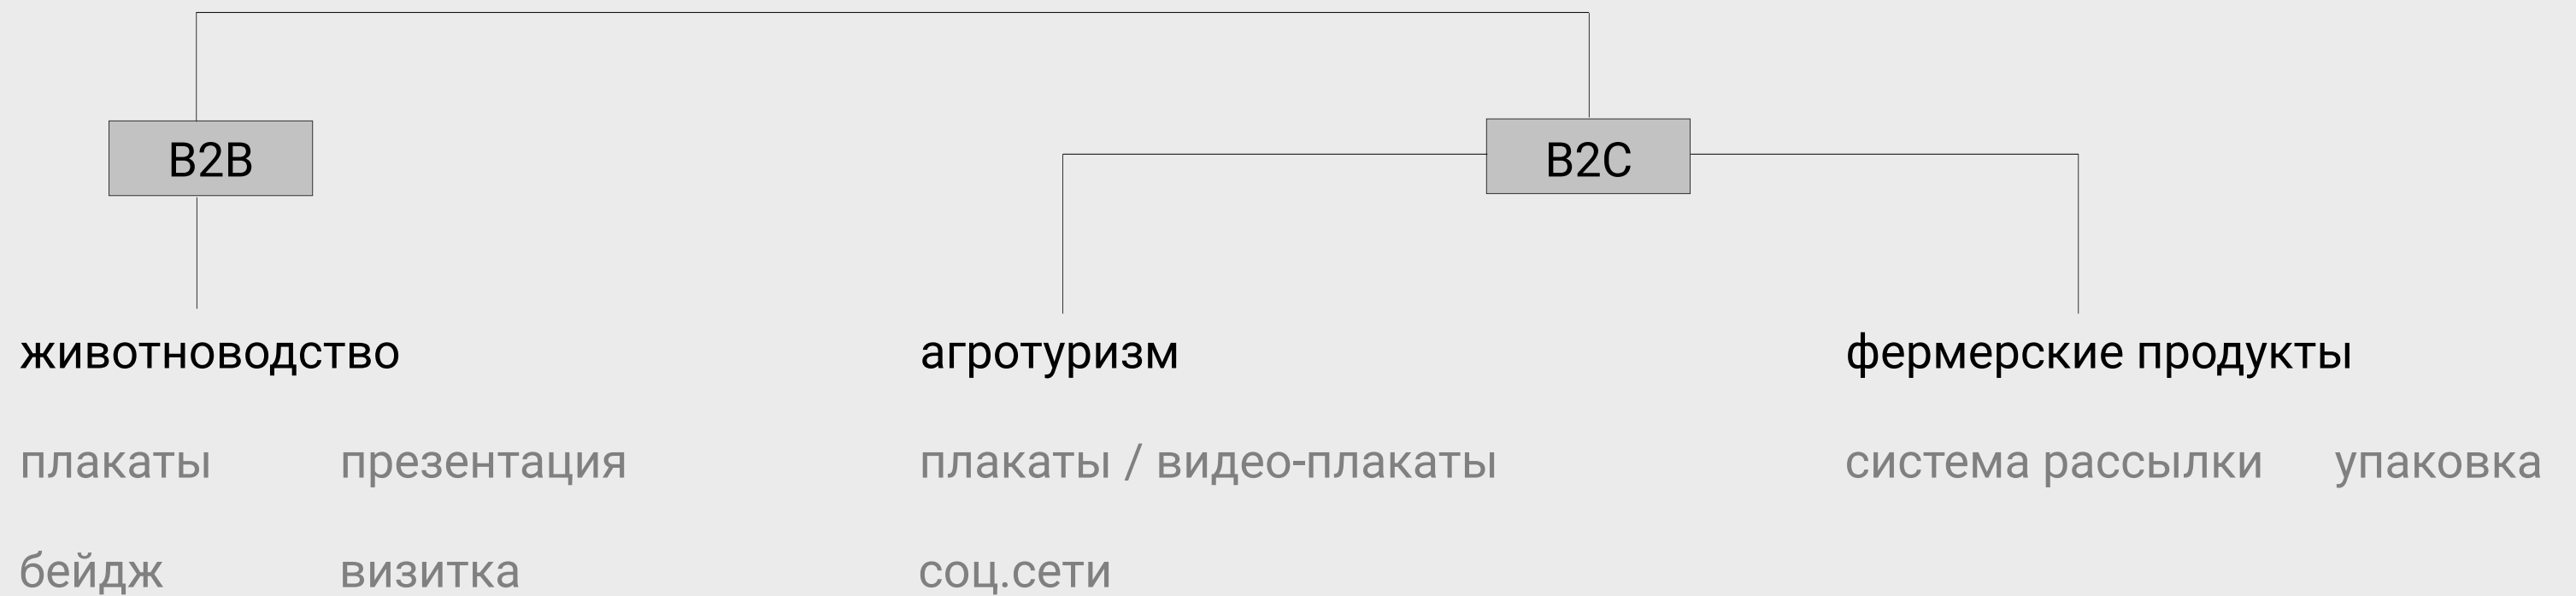 B2B
B2C
животноводство
агротуризм
фермерские продукты
плакаты презентация
плакаты / видео-плакаты
система рассылки упаковка
бейдж визитка
соц.сети